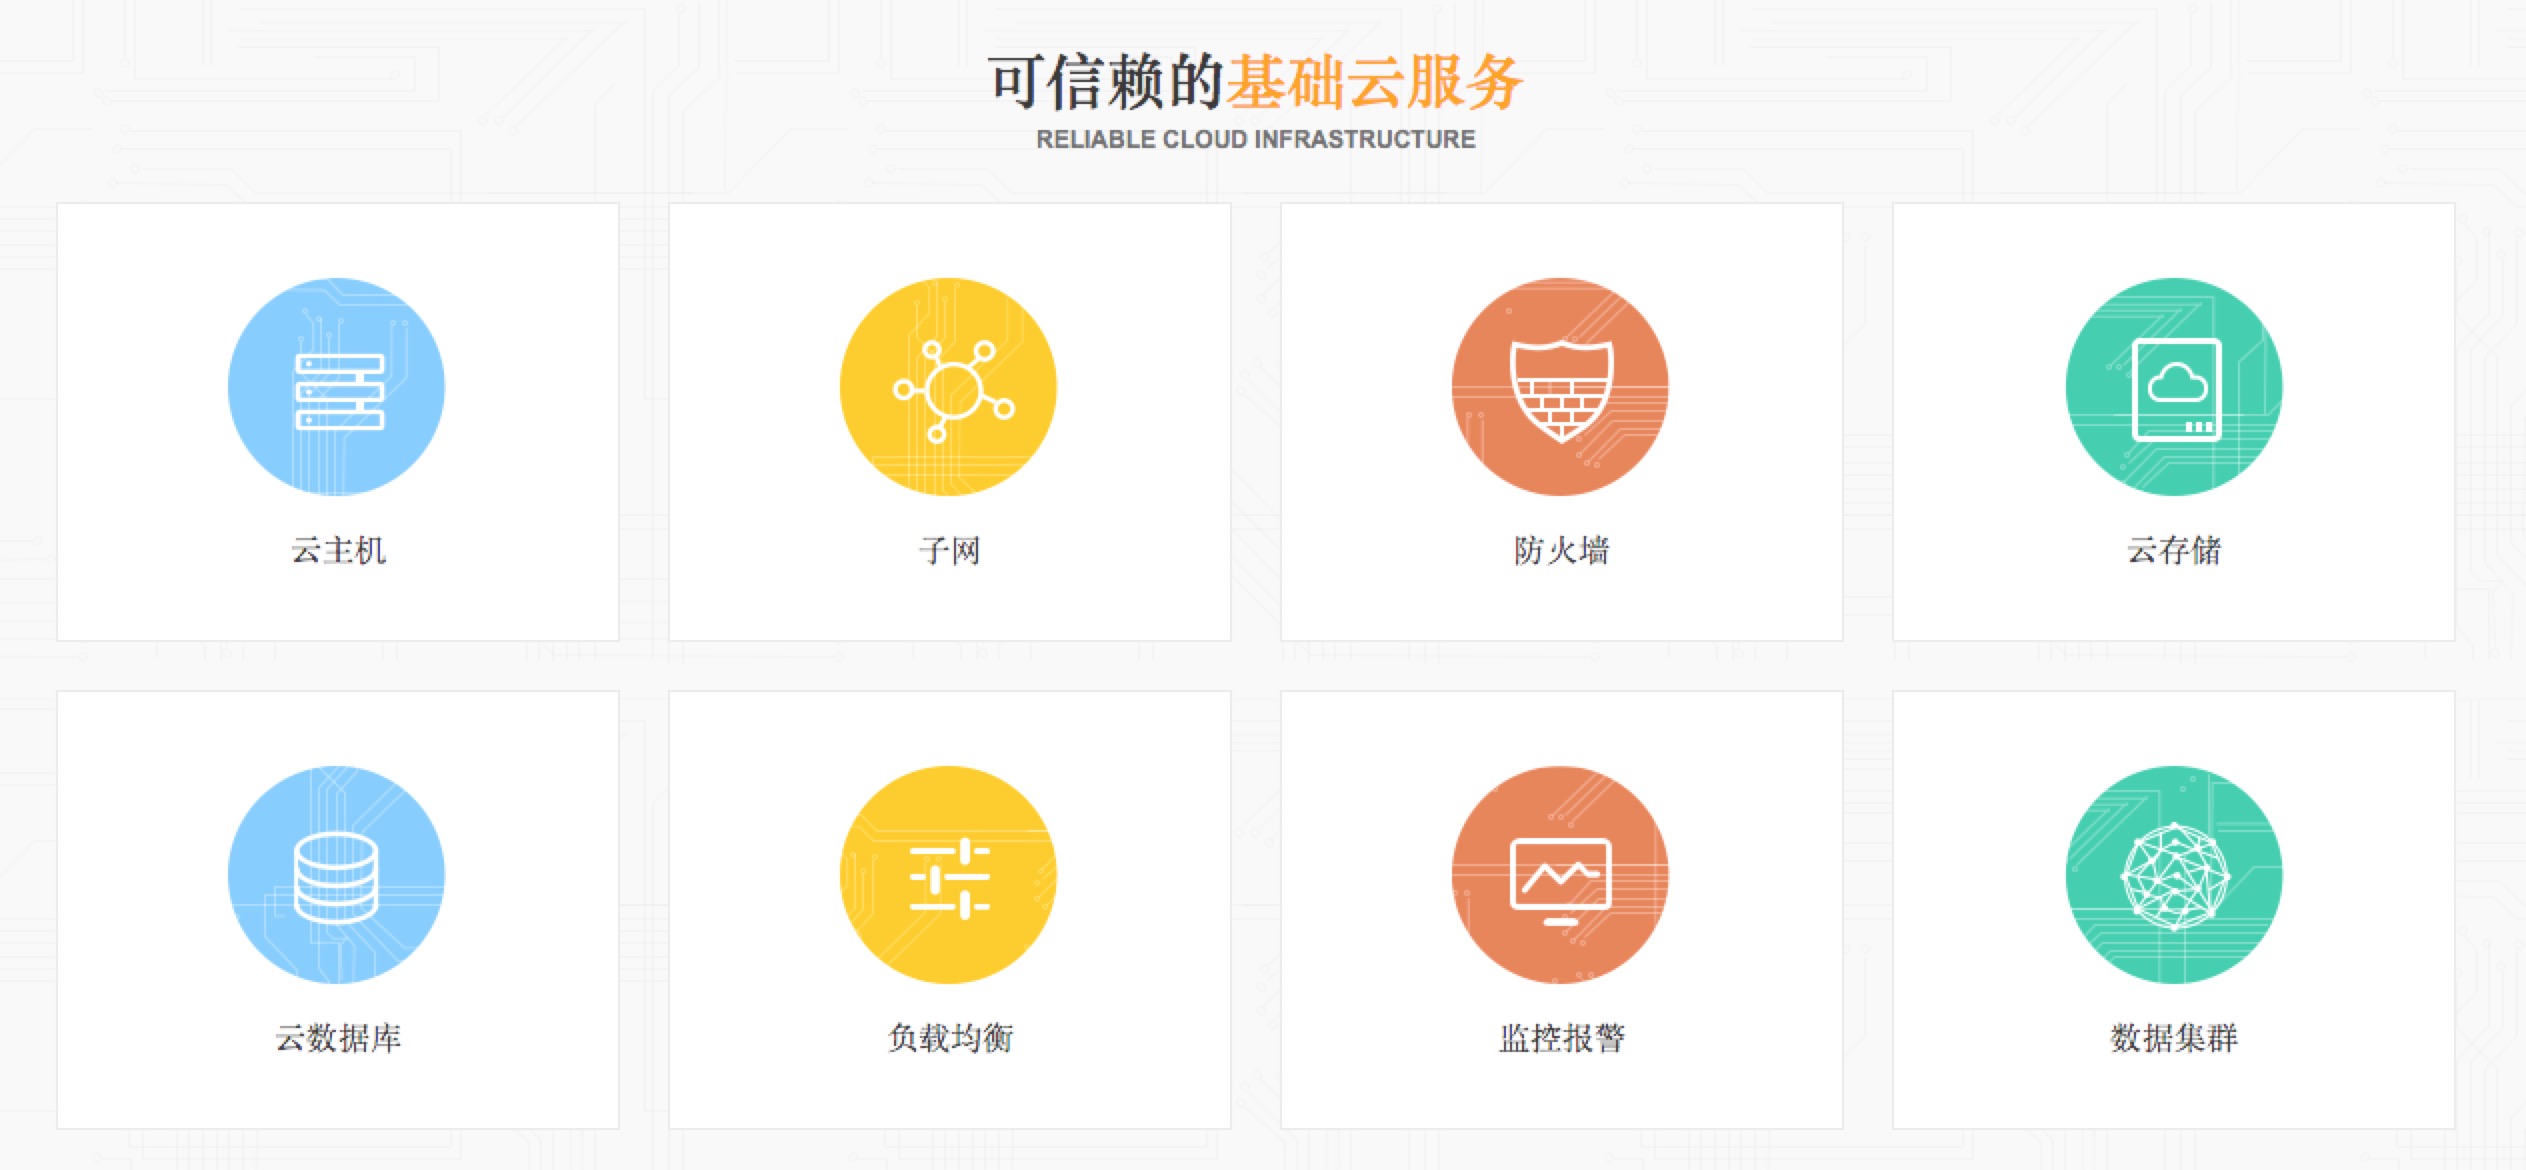 可信赖的基础云服务
RELIABLE CLOUD INFRASTRUCTURE
云主机
子网
防火墙
云存储
云数据库
负载均衡
监控报警
数据集群